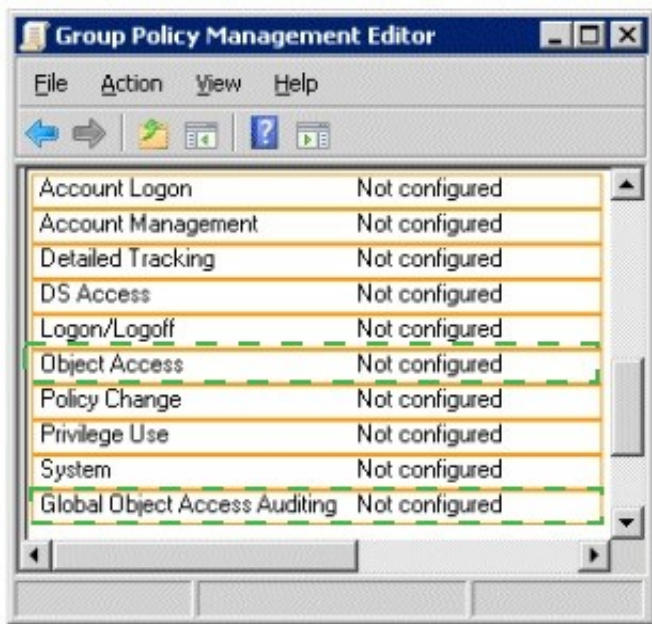 Group Policy Management Editor
File Action View Help
Account Logon Not configured
Account Management Not configured
Detailed Tracking Not configured
DS Access Not configured
Logon/Logoff Not configured
Object Access Not configured
Policy Change Not configured
Privilege Use Not configured
System Not configured
Global Object Access Auditing Not configured